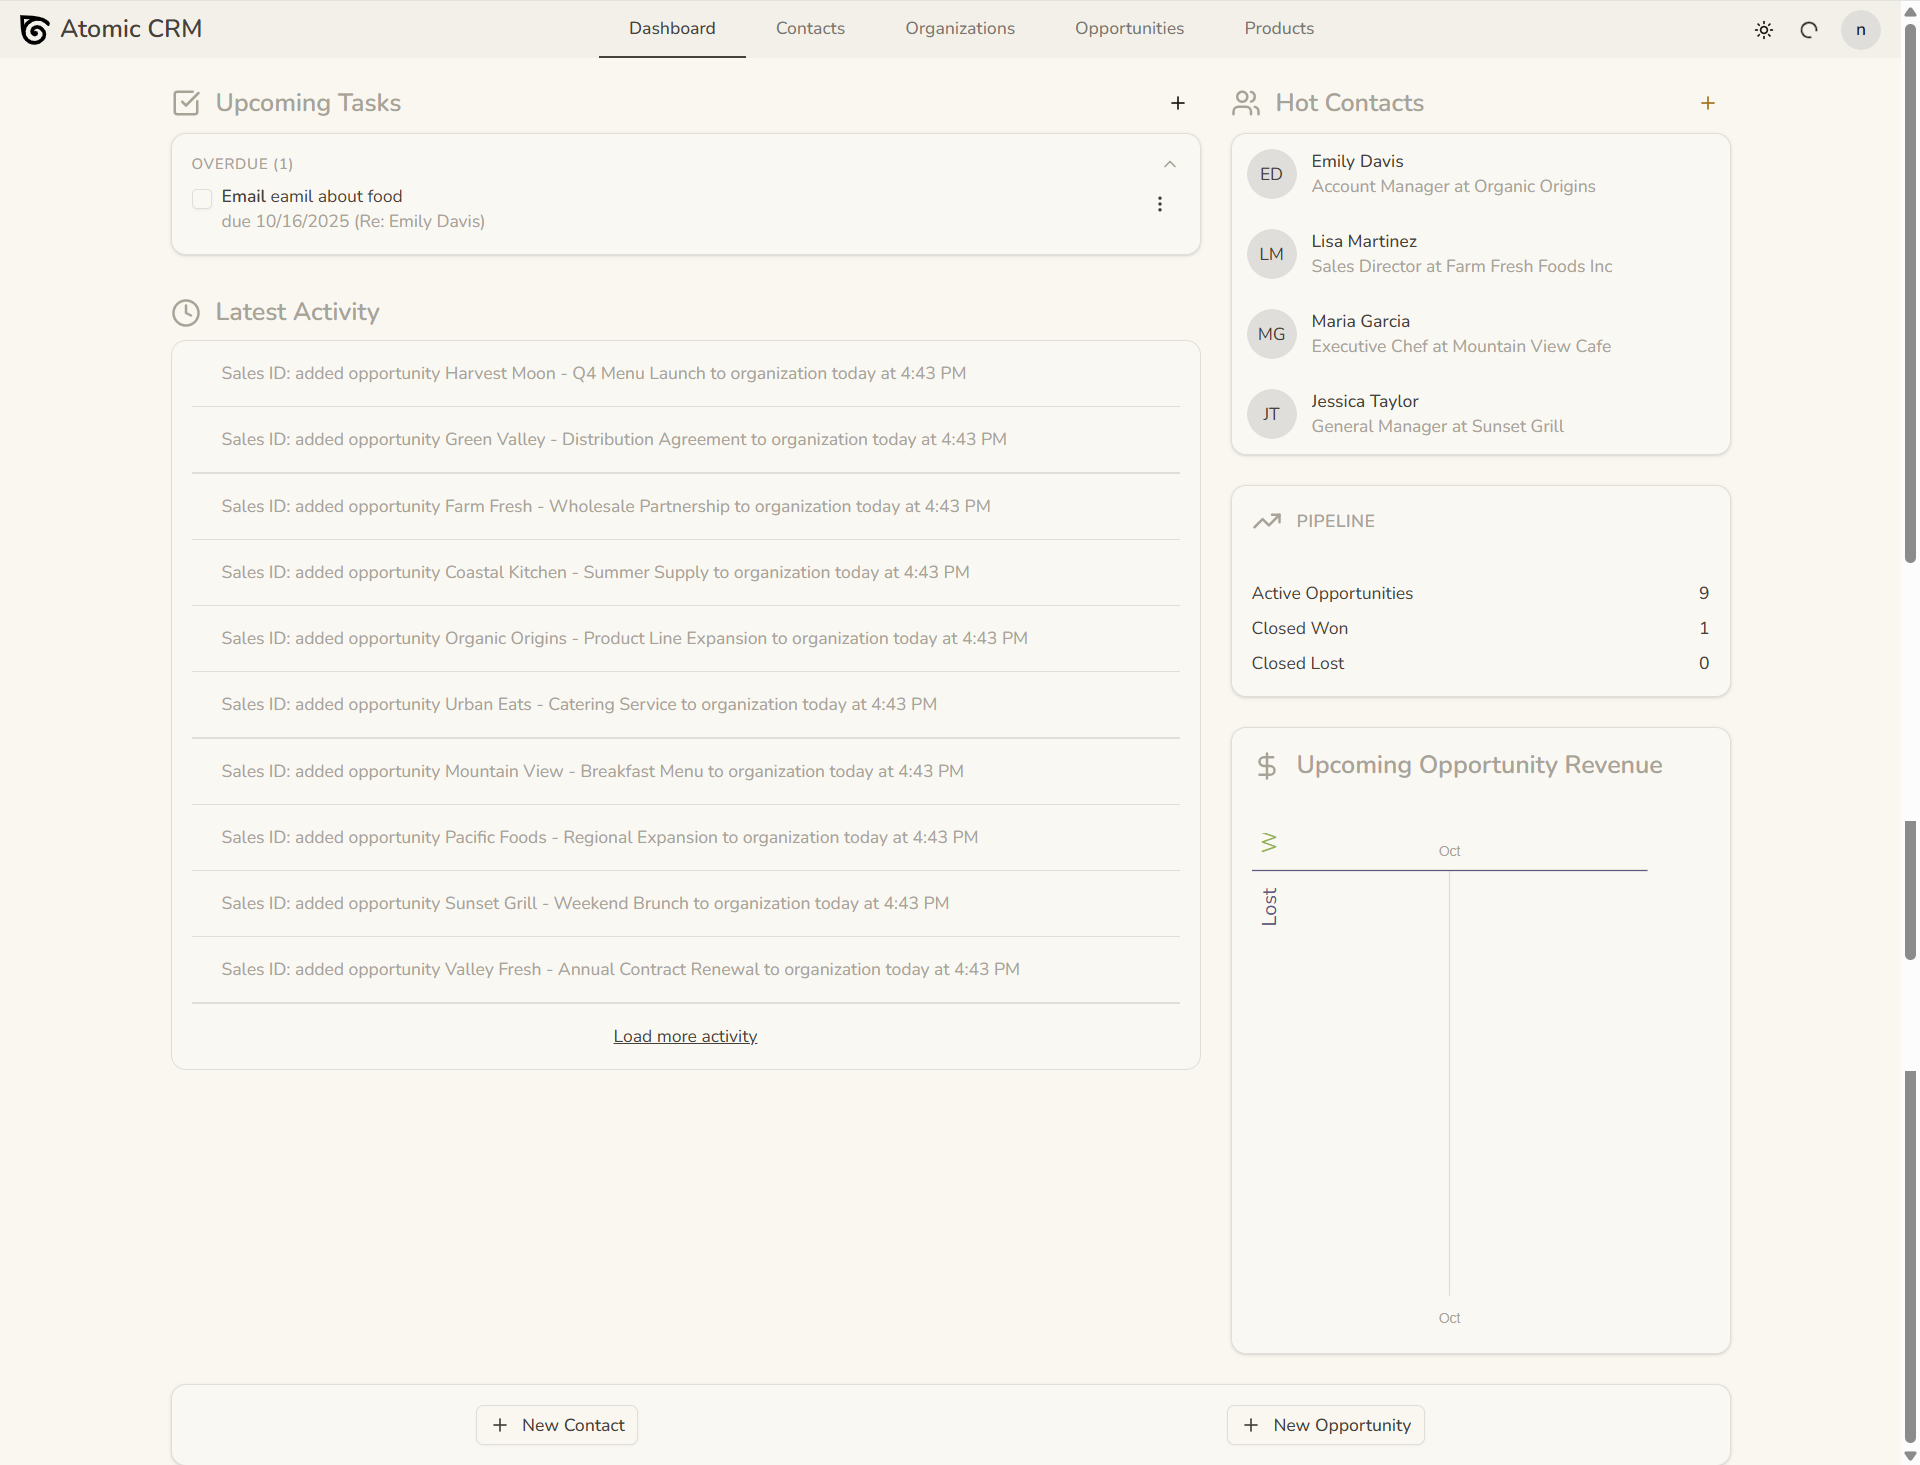 Atomic CRM
Dashboard
Contacts
Organizations
Opportunities
Products
n
Upcoming Tasks
OVERDUE (1)
Email eamil about food
due 10/16/2025 (Re: Emily Davis)
Latest Activity
Sales ID: added opportunity Harvest Moon - Q4 Menu Launch to organization today at 4:43 PM
Sales ID: added opportunity Green Valley - Distribution Agreement to organization today at 4:43 PM
Sales ID: added opportunity Farm Fresh - Wholesale Partnership to organization today at 4:43 PM
Sales ID: added opportunity Coastal Kitchen - Summer Supply to organization today at 4:43 PM
Sales ID: added opportunity Organic Origins - Product Line Expansion to organization today at 4:43 PM
Sales ID: added opportunity Urban Eats - Catering Service to organization today at 4:43 PM
Sales ID: added opportunity Mountain View - Breakfast Menu to organization today at 4:43 PM
Sales ID: added opportunity Pacific Foods - Regional Expansion to organization today at 4:43 PM
Sales ID: added opportunity Sunset Grill - Weekend Brunch to organization today at 4:43 PM
Sales ID: added opportunity Valley Fresh - Annual Contract Renewal to organization today at 4:43 PM
Load more activity
Hot Contacts
ED
Emily Davis
Account Manager at Organic Origins
LM
Lisa Martinez
Sales Director at Farm Fresh Foods Inc
MG
Maria Garcia
Executive Chef at Mountain View Cafe
JT
Jessica Taylor
General Manager at Sunset Grill
PIPELINE
Active Opportunities 9
Closed Won 1
Closed Lost 0
$ Upcoming Opportunity Revenue
W
Oct
Lost
Oct
+ New Contact
+ New Opportunity